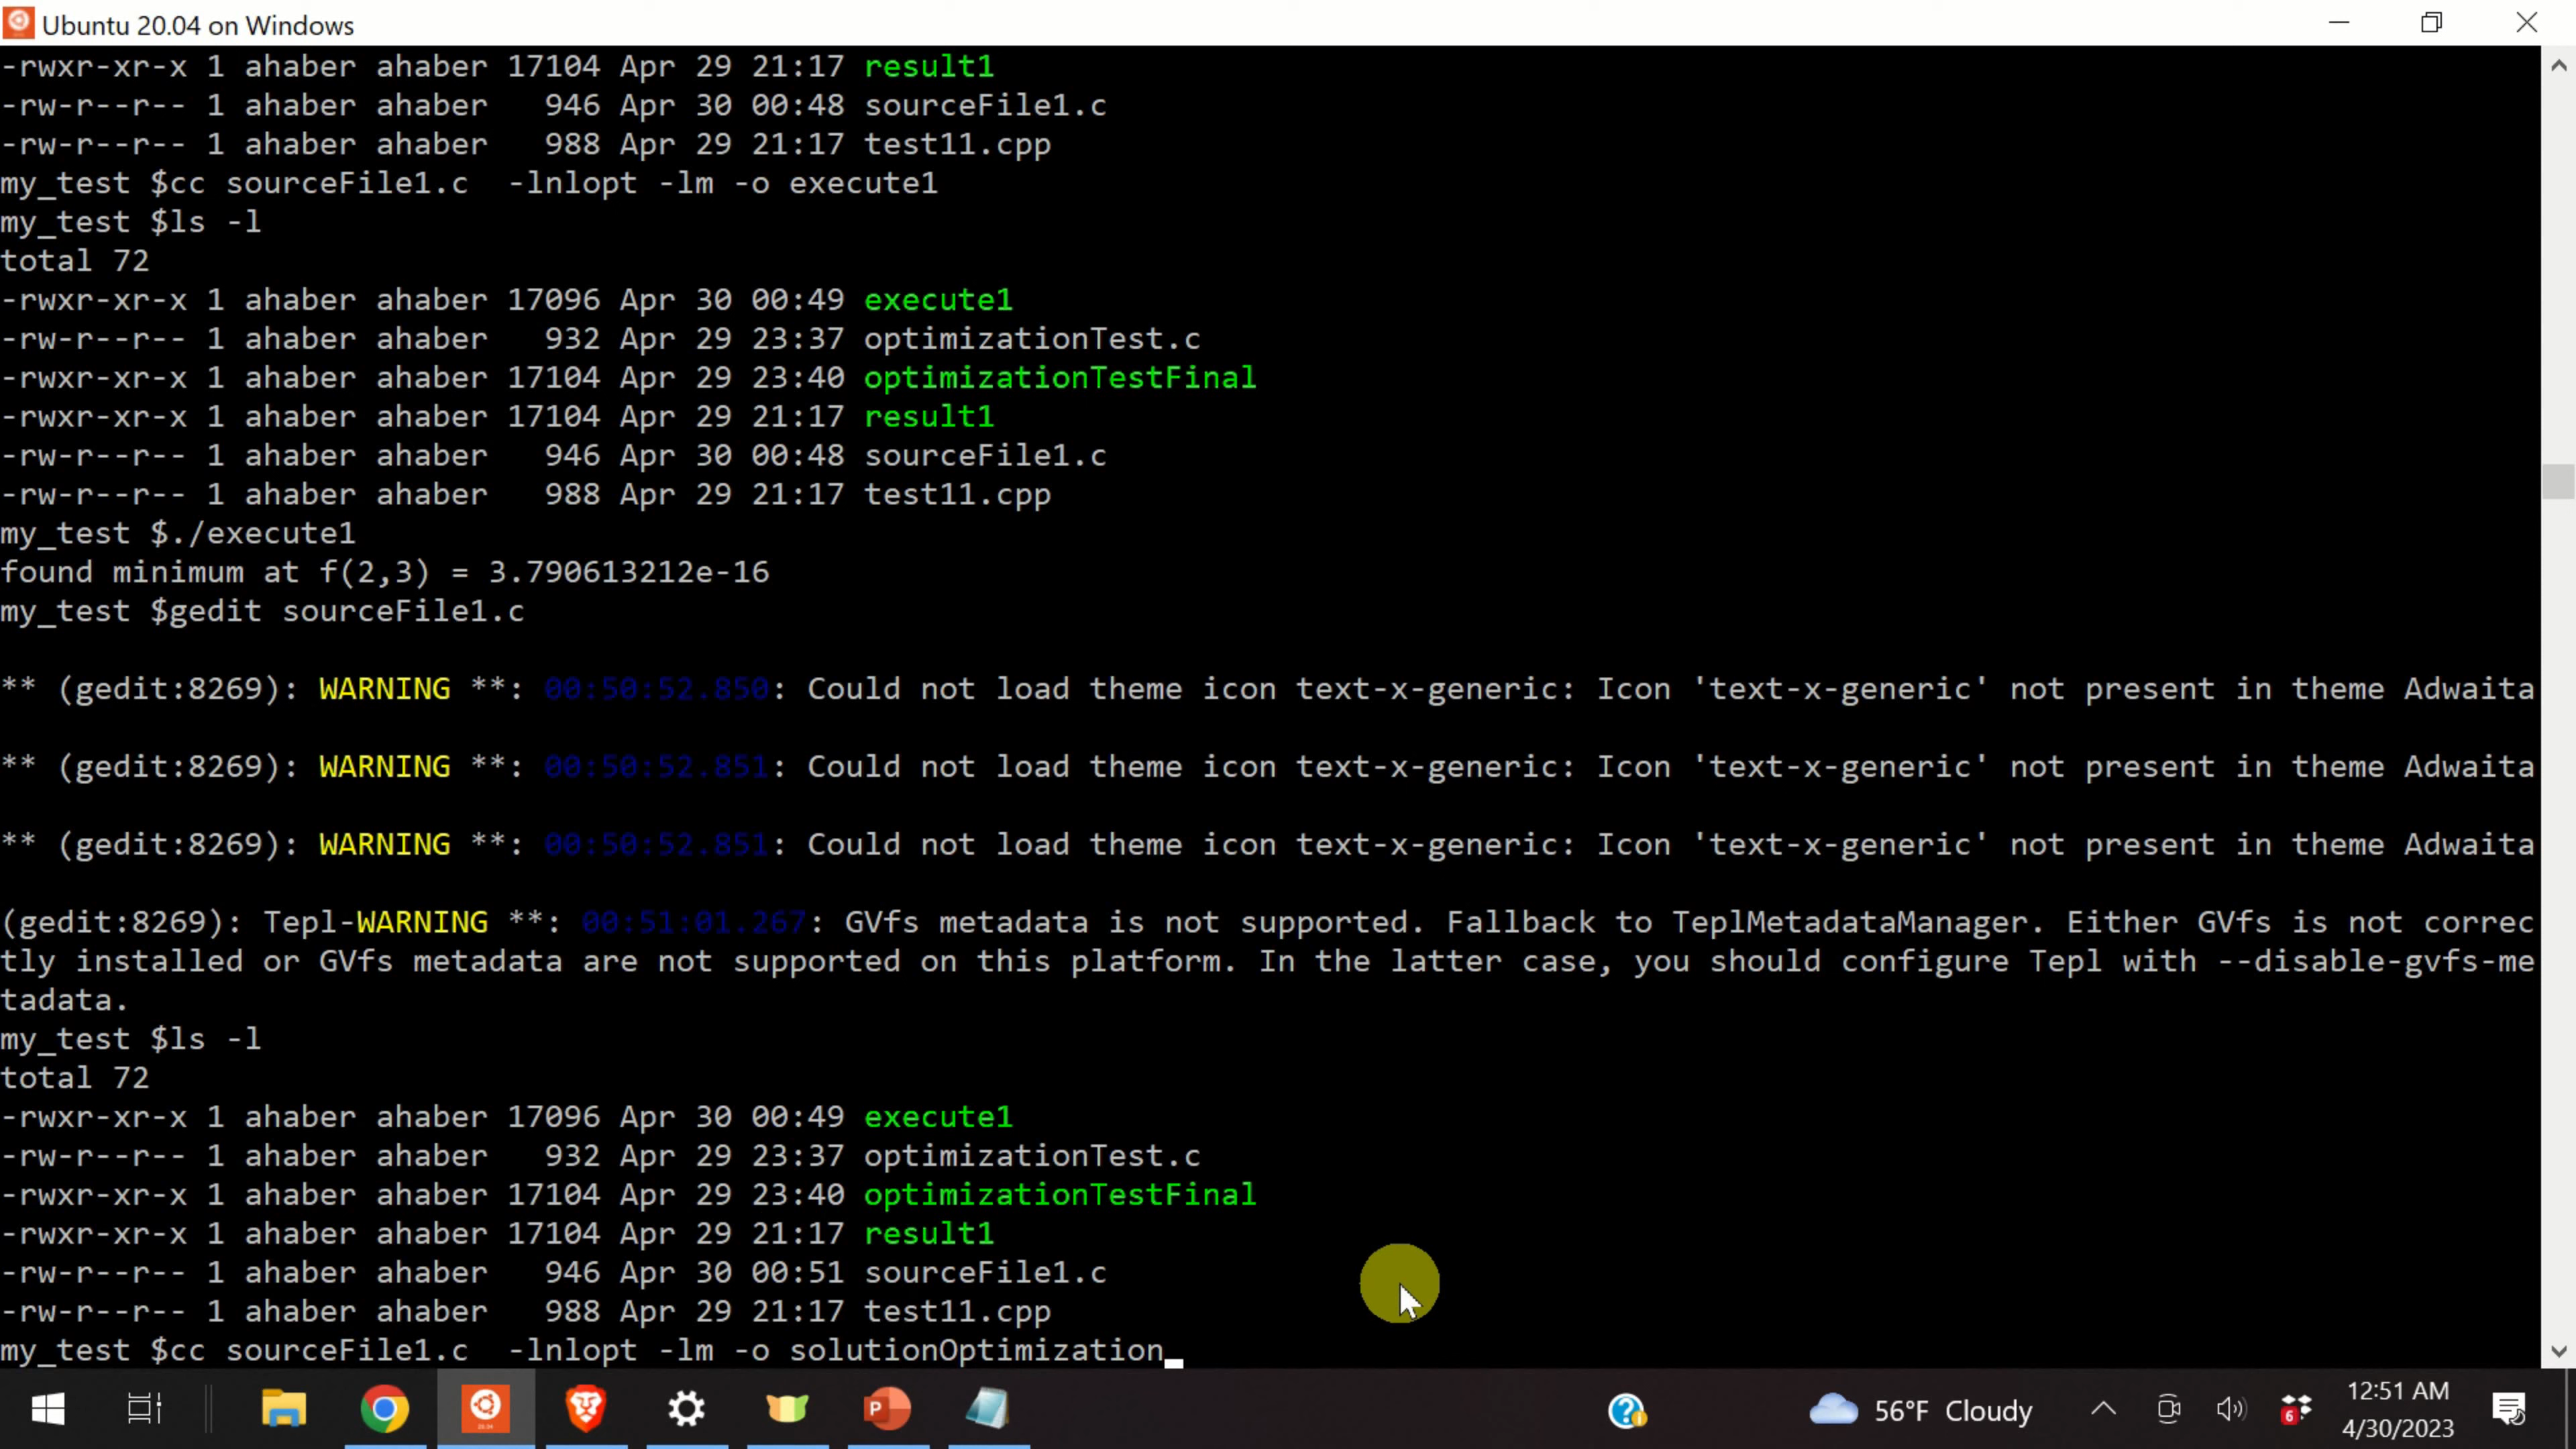 Ubuntu 20.04 on Windows
-rwxr-xr-x 1 ahaber ahaber 17104 Apr 29 21:17 result1
-rw-r--r-- 1 ahaber ahaber   946 Apr 30 00:48 sourceFile1.c
-rw-r--r-- 1 ahaber ahaber   988 Apr 29 21:17 test11.cpp
my_test $cc sourceFile1.c  -lnlopt -lm -o execute1
my_test $ls -l
total 72
-rwxr-xr-x 1 ahaber ahaber 17096 Apr 30 00:49 execute1
-rw-r--r-- 1 ahaber ahaber   932 Apr 29 23:37 optimizationTest.c
-rwxr-xr-x 1 ahaber ahaber 17104 Apr 29 23:40 optimizationTestFinal
-rwxr-xr-x 1 ahaber ahaber 17104 Apr 29 21:17 result1
-rw-r--r-- 1 ahaber ahaber   946 Apr 30 00:48 sourceFile1.c
-rw-r--r-- 1 ahaber ahaber   988 Apr 29 21:17 test11.cpp
my_test $./execute1
found minimum at f(2,3) = 3.790613212e-16
my_test $gedit sourceFile1.c
** (gedit:8269): WARNING **: 00:50:52.850: Could not load theme icon text-x-generic: Icon 'text-x-generic' not present in theme Adwaita
** (gedit:8269): WARNING **: 00:50:52.851: Could not load theme icon text-x-generic: Icon 'text-x-generic' not present in theme Adwaita
** (gedit:8269): WARNING **: 00:50:52.851: Could not load theme icon text-x-generic: Icon 'text-x-generic' not present in theme Adwaita
(gedit:8269): Tepl-WARNING **: 00:51:01.267: GVfs metadata is not supported. Fallback to TeplMetadataManager. Either GVfs is not correc
tly installed or GVfs metadata are not supported on this platform. In the latter case, you should configure Tepl with --disable-gvfs-me
tadata.
my_test $ls -l
total 72
-rwxr-xr-x 1 ahaber ahaber 17096 Apr 30 00:49 execute1
-rw-r--r-- 1 ahaber ahaber   932 Apr 29 23:37 optimizationTest.c
-rwxr-xr-x 1 ahaber ahaber 17104 Apr 29 23:40 optimizationTestFinal
-rwxr-xr-x 1 ahaber ahaber 17104 Apr 29 21:17 result1
-rw-r--r-- 1 ahaber ahaber   946 Apr 30 00:51 sourceFile1.c
-rw-r--r-- 1 ahaber ahaber   988 Apr 29 21:17 test11.cpp
my_test $cc sourceFile1.c  -lnlopt -lm -o solutionOptimization_
56°F Cloudy
6
12:51 AM
4/30/2023